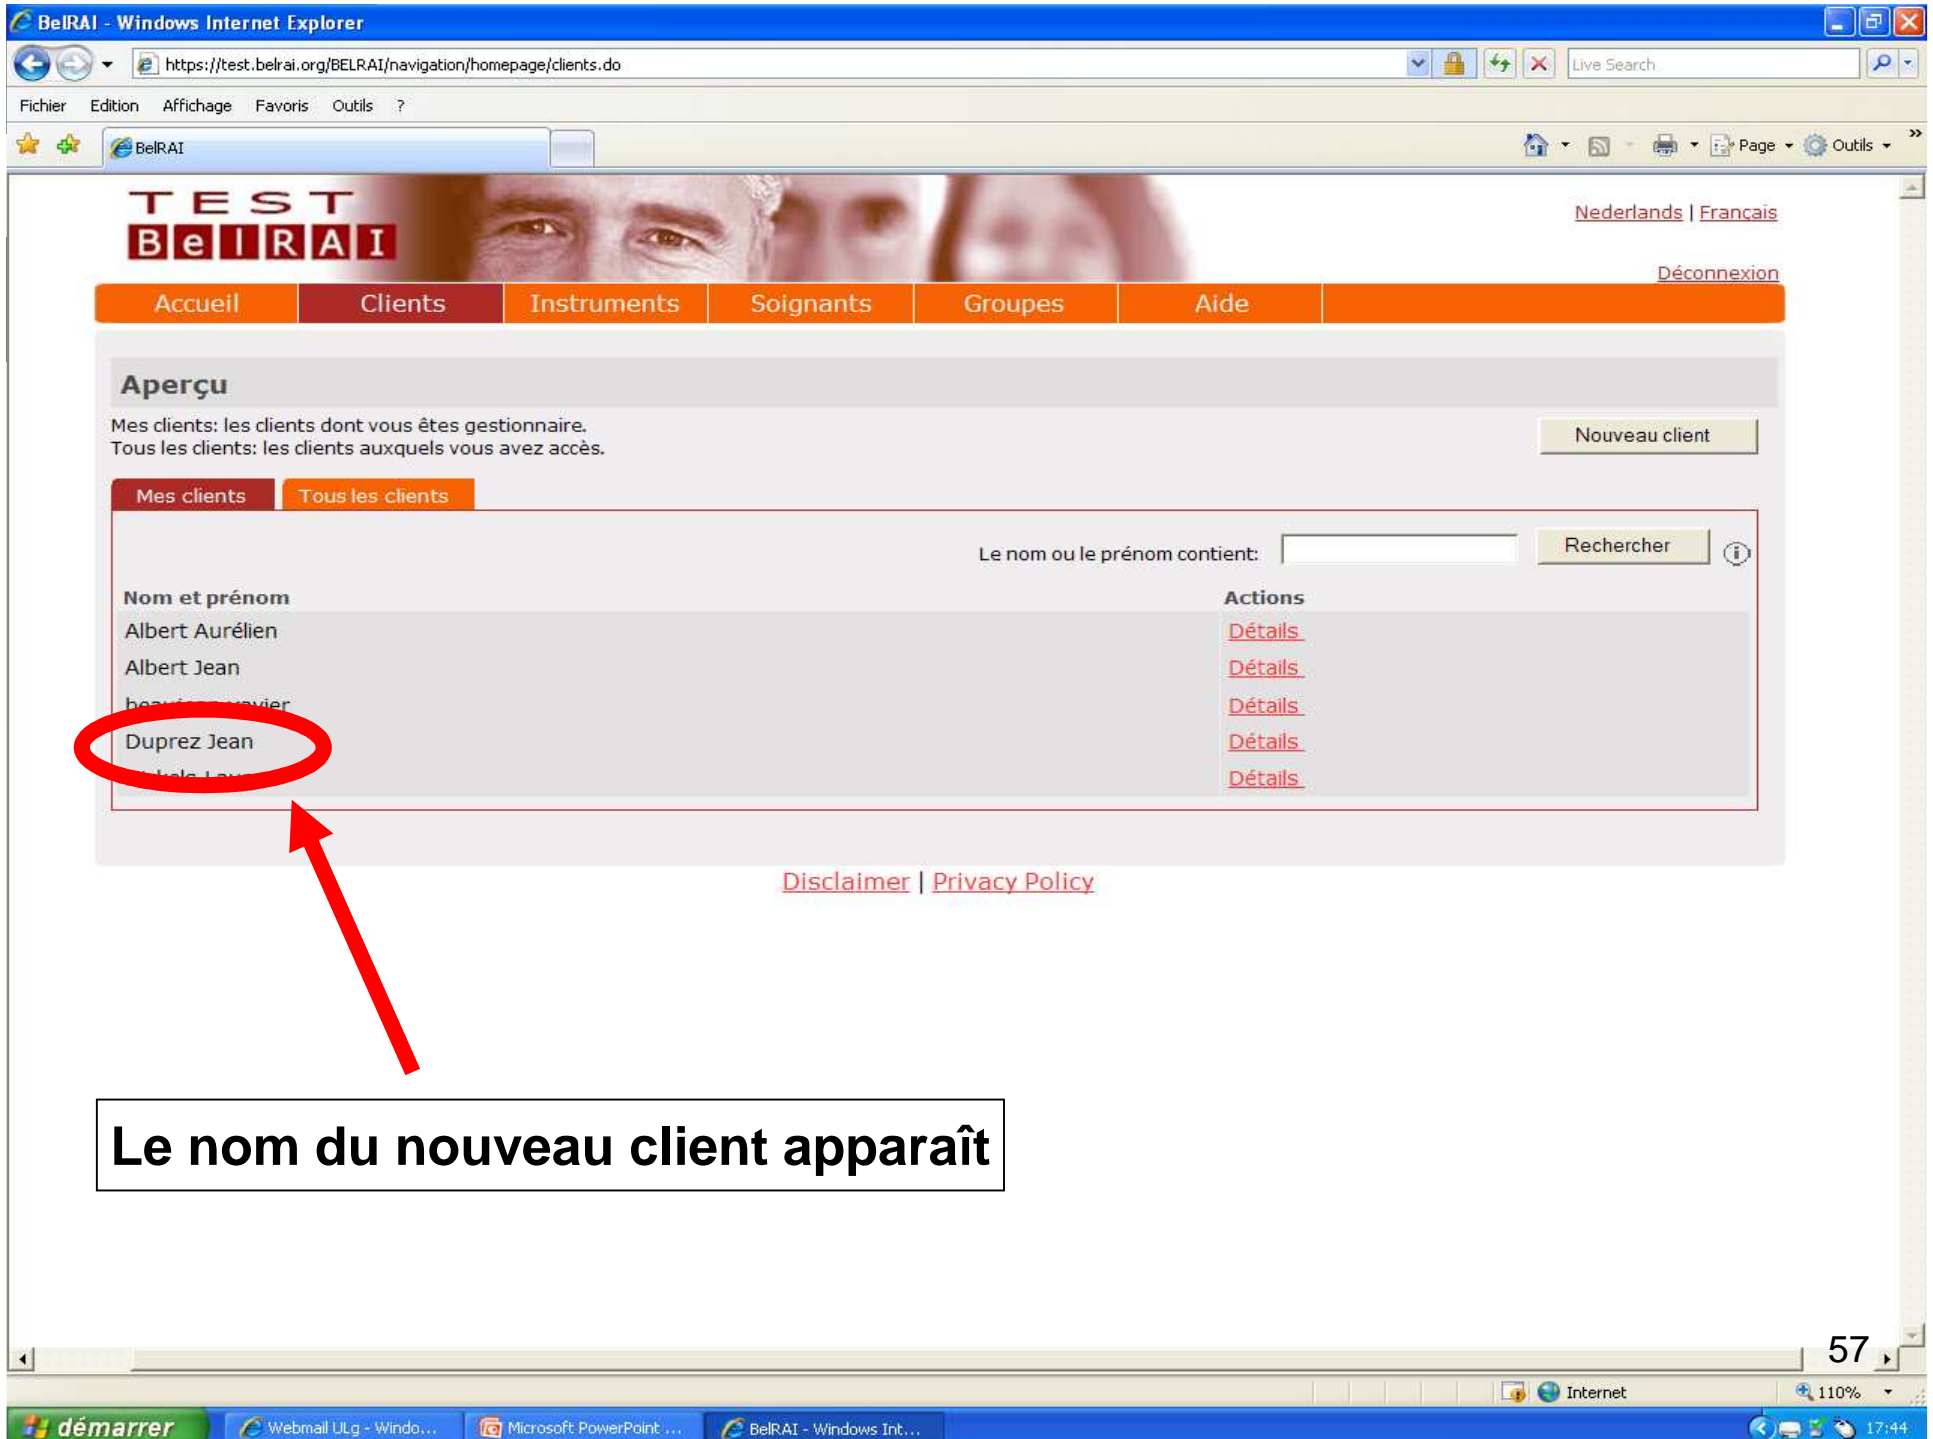 BelRAI - Windows Internet Explorer
https://test.belrai.org/BELRAI/navigation/homepage/clients.do
Live Search
Fichier Edition Affichage Favoris Outils ?
BelRAI
Page Outils »
TEST
BelRAI
Nederlands | Français
Déconnexion
Accueil Clients Instruments Soignants Groupes Aide
Aperçu
Mes clients: les clients dont vous êtes gestionnaire.
Tous les clients: les clients auxquels vous avez accès.
Nouveau client
Mes clients Tous les clients
Le nom ou le prénom contient: Rechercher
Nom et prénom Actions
Albert Aurélien Détails
Albert Jean Détails
Détails
Duprez Jean Détails
Détails
Disclaimer | Privacy Policy
Le nom du nouveau client apparaît
57
Internet 110%
démarrer Webmail ULg - Windo... Microsoft PowerPoint ... BelRAI - Windows Int... 17:44